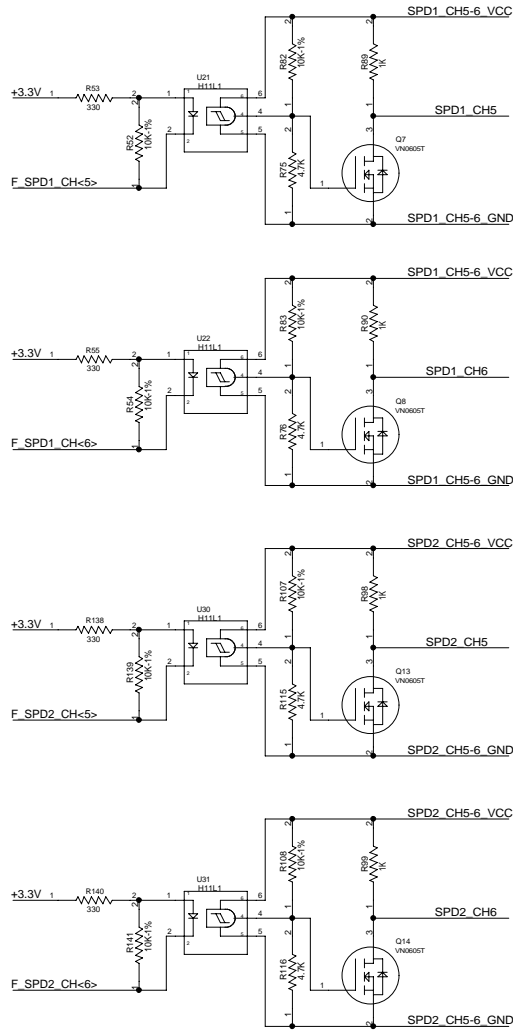 SPD1_CH5-6_VCC
R82
10K-1%
R89
1K
U21
H11L1
+3.3V
R53
330
R52
10K-1%
SPD1_CH5
Q7
VN0605T
R75
4.7K
F_SPD1_CH<5>
SPD1_CH5-6_GND
SPD1_CH5-6_VCC
R83
10K-1%
R90
1K
U22
H11L1
+3.3V
R55
330
R54
10K-1%
SPD1_CH6
Q8
VN0605T
R76
4.7K
F_SPD1_CH<6>
SPD1_CH5-6_GND
SPD2_CH5-6_VCC
R107
10K-1%
R98
1K
U30
H11L1
+3.3V
R138
330
R139
10K-1%
SPD2_CH5
Q13
VN0605T
R115
4.7K
F_SPD2_CH<5>
SPD2_CH5-6_GND
SPD2_CH5-6_VCC
R108
10K-1%
R99
1K
U31
H11L1
+3.3V
R140
330
R141
10K-1%
SPD2_CH6
Q14
VN0605T
R116
4.7K
F_SPD2_CH<6>
SPD2_CH5-6_GND